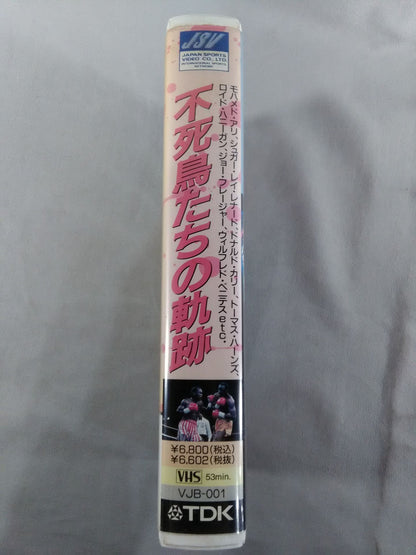 JSV
JAPAN SPORTS
VIDEO CO., LTD.
INTERNATIONAL SPORTS
NETWORK
モハメド・アリ、シュガー・レイ・レナード、ドナルド・カリー、トーマス・ハーンズ、
ロイド・ハニーガン、ジョー・フレージャー、ウィルフレド・ベニテスetc.
不死鳥たちの軌跡
¥6,800(税込)
¥6,602(税抜)
VHS 53min.
VJB-001
TDK